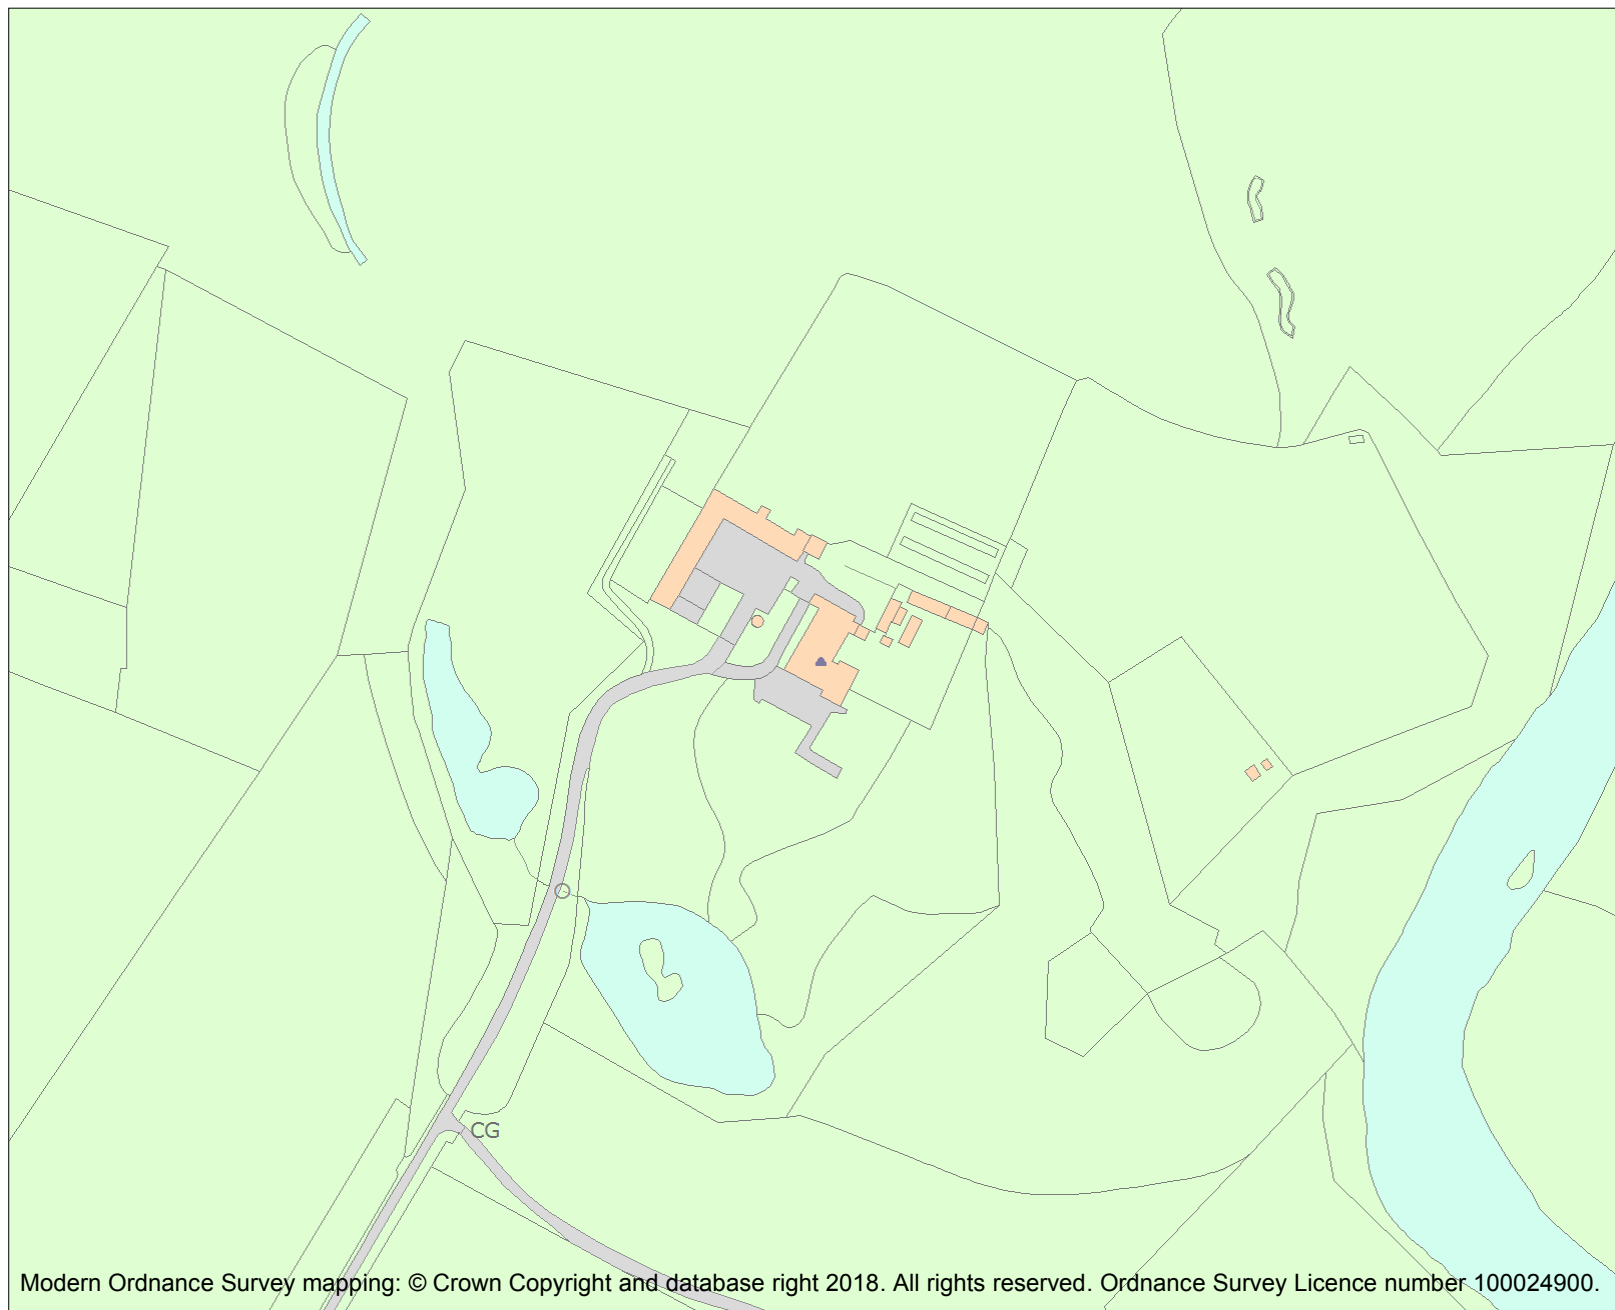 CG
Modern Ordnance Survey mapping: © Crown Copyright and database right 2018. All rights reserved. Ordnance Survey Licence number 100024900.